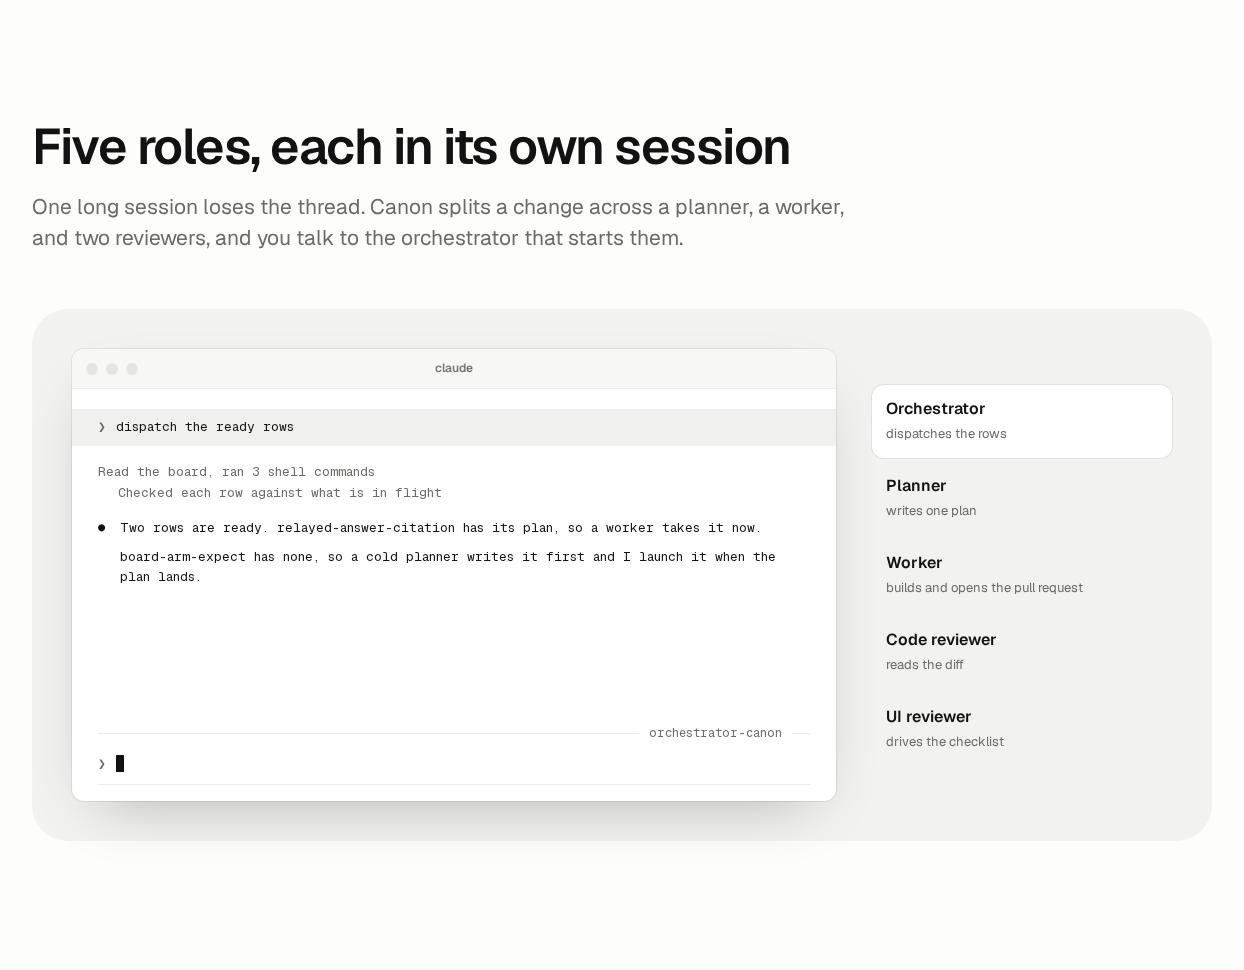 Five roles, each in its own session
One long session loses the thread. Canon splits a change across a planner, a worker,
and two reviewers, and you talk to the orchestrator that starts them.
claude
❯ dispatch the ready rows
Read the board, ran 3 shell commands
Checked each row against what is in flight
● Two rows are ready. relayed-answer-citation has its plan, so a worker takes it now.
board-arm-expect has none, so a cold planner writes it first and I launch it when the
plan lands.
orchestrator-canon
❯
Orchestrator
dispatches the rows
Planner
writes one plan
Worker
builds and opens the pull request
Code reviewer
reads the diff
UI reviewer
drives the checklist